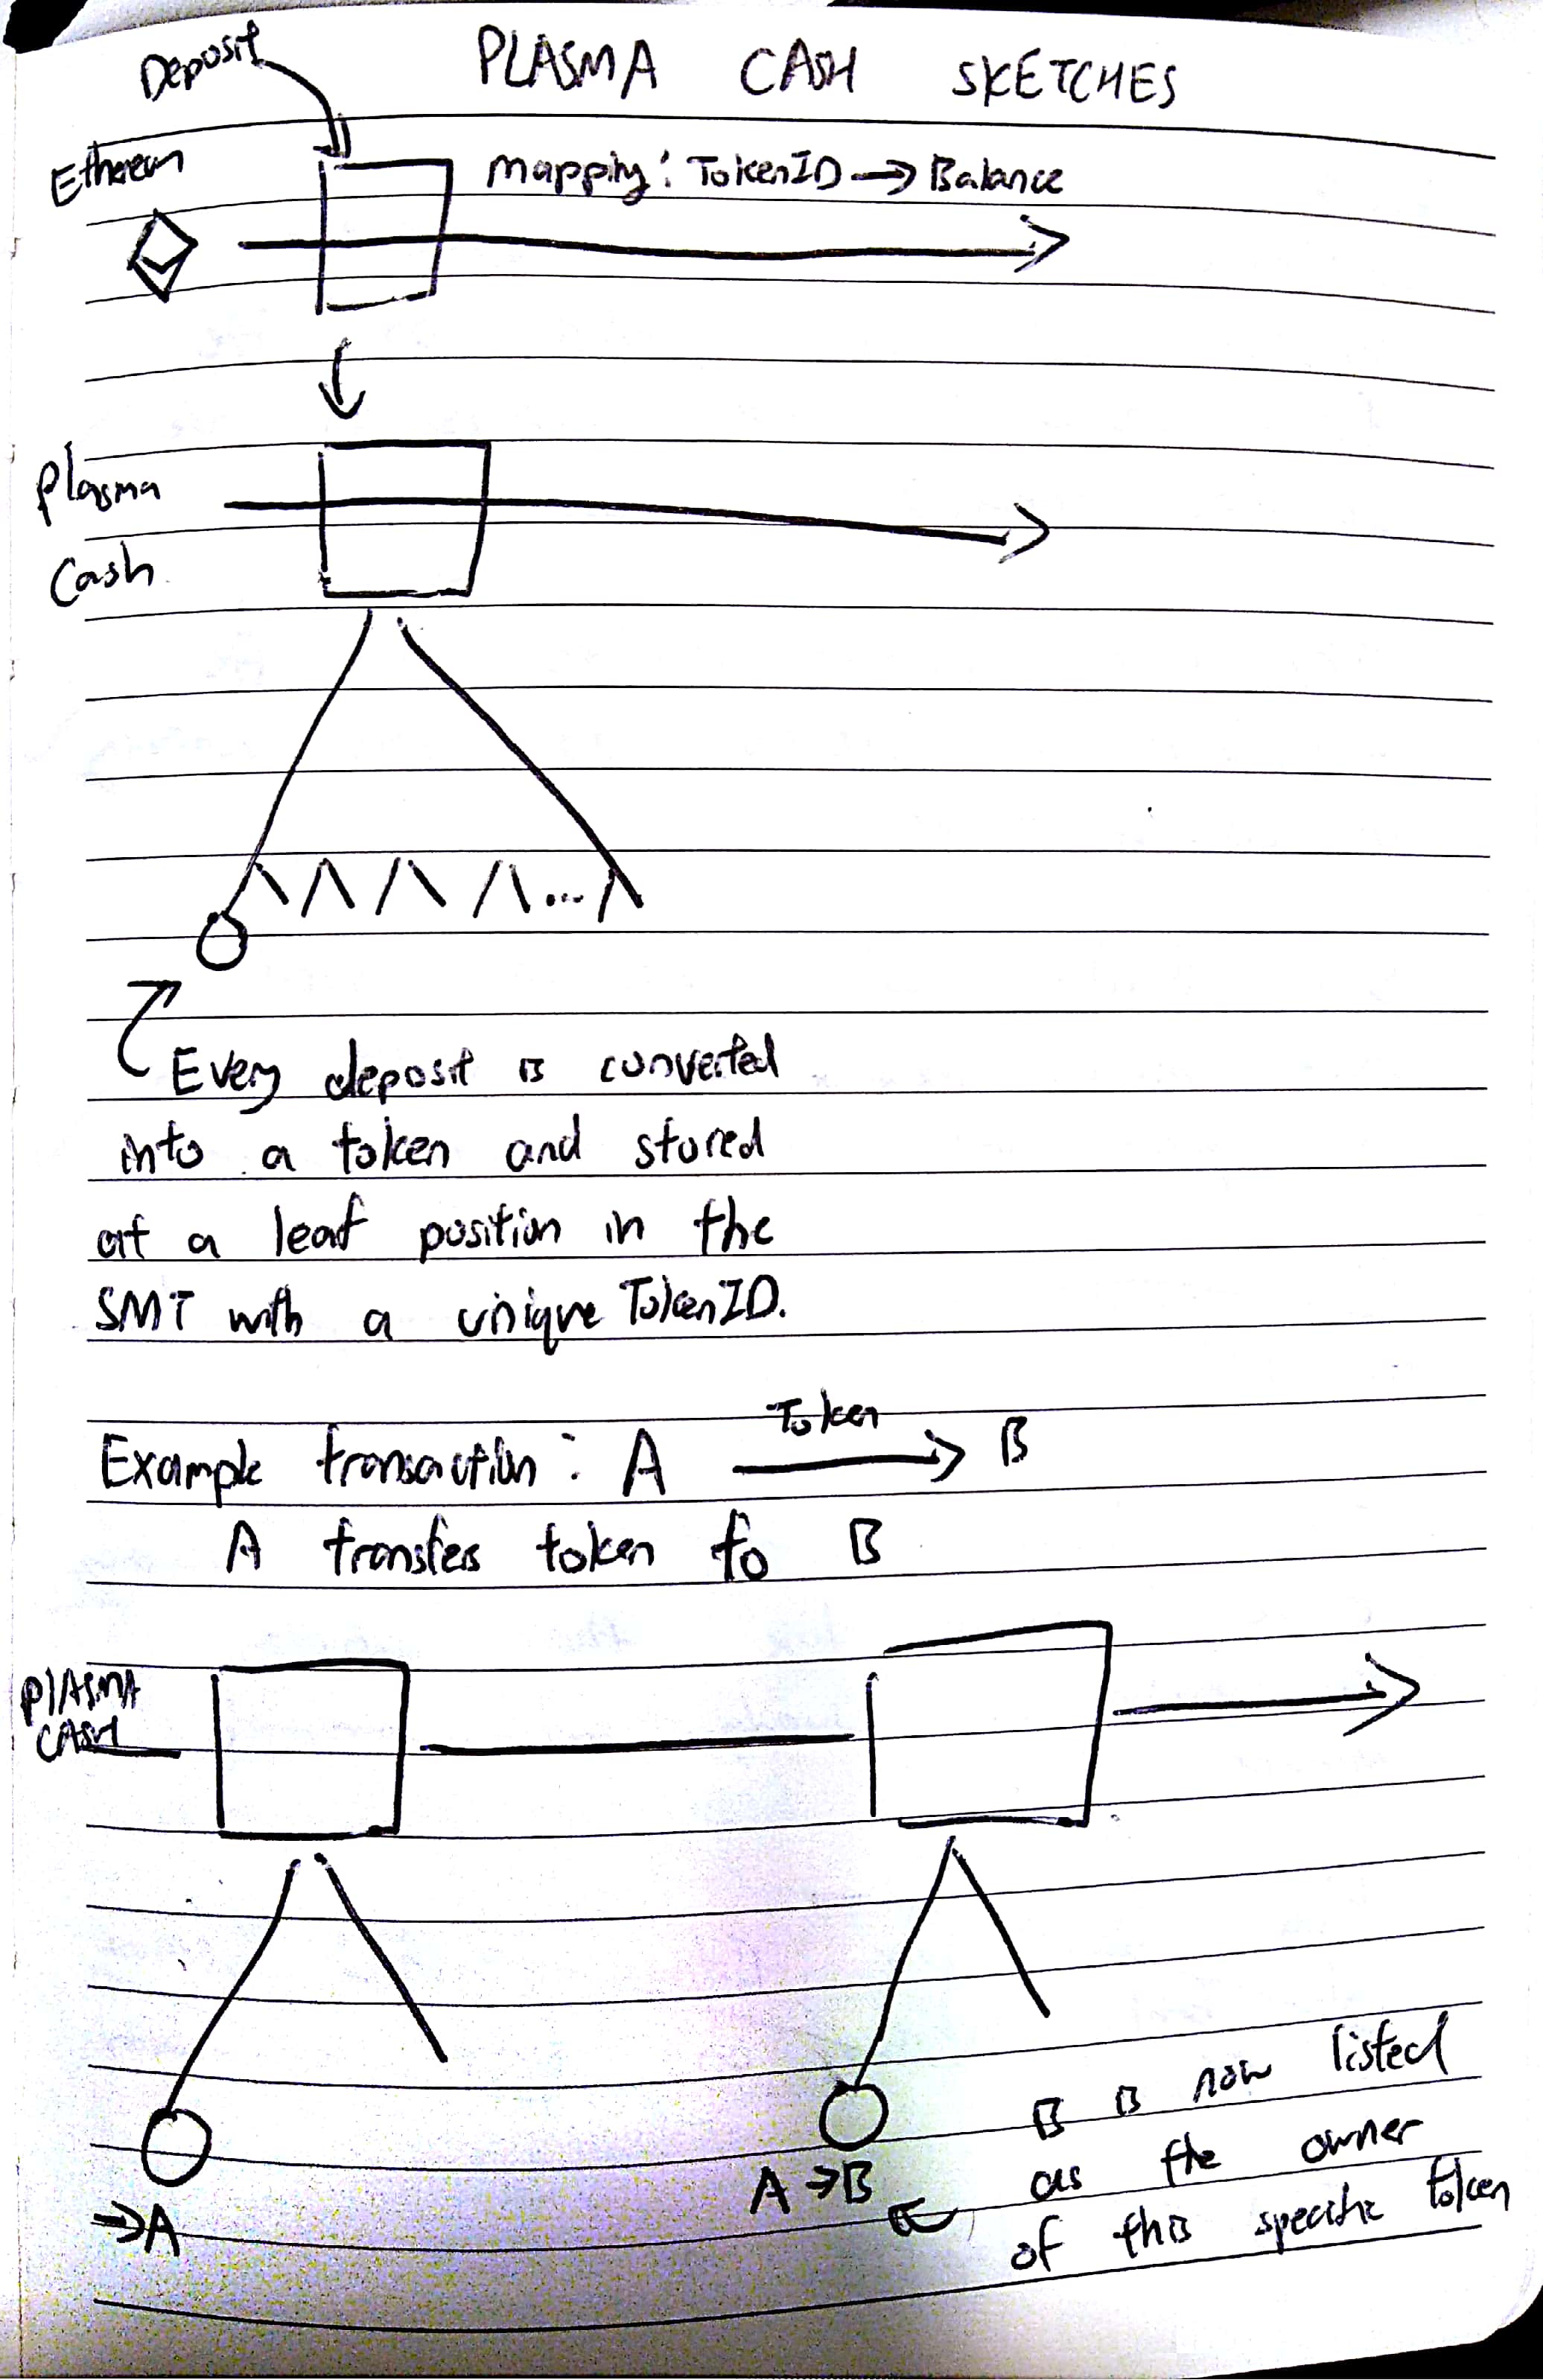 PLASMA CASH SKETCHES
Deposit
Ethereum
Mapping: TokenID → Balance
Plasma
Cash
Every deposit is converted
into a token and stored
at a leaf position in the
SMT with a unique TokenID.
Token
Example transaction: A → B
A transfers token to B
PLASMA
CASH
→A
A→B
B is now listed
as the owner
of this specific token